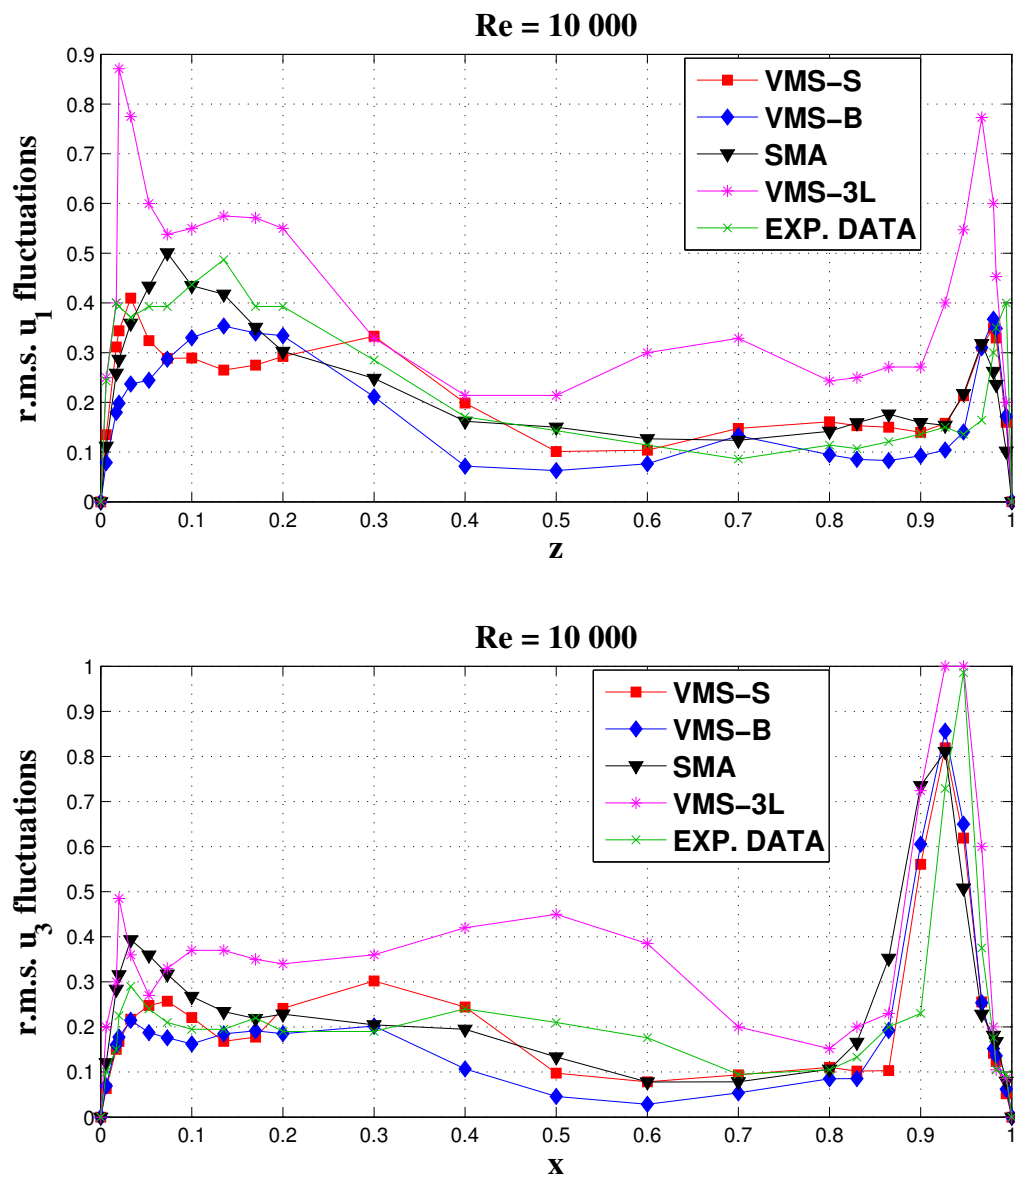 Re = 10 000
r.m.s. u1 fluctuations
0.9
0.8
0.7
0.6
0.5
0.4
0.3
0.2
0.1
0
VMS-S
VMS-B
SMA
VMS-3L
EXP. DATA
0 0.1 0.2 0.3 0.4 0.5 0.6 0.7 0.8 0.9 1
z
Re = 10 000
r.m.s. u3 fluctuations
1
0.9
0.8
0.7
0.6
0.5
0.4
0.3
0.2
0.1
0
VMS-S
VMS-B
SMA
VMS-3L
EXP. DATA
0 0.1 0.2 0.3 0.4 0.5 0.6 0.7 0.8 0.9 1
x